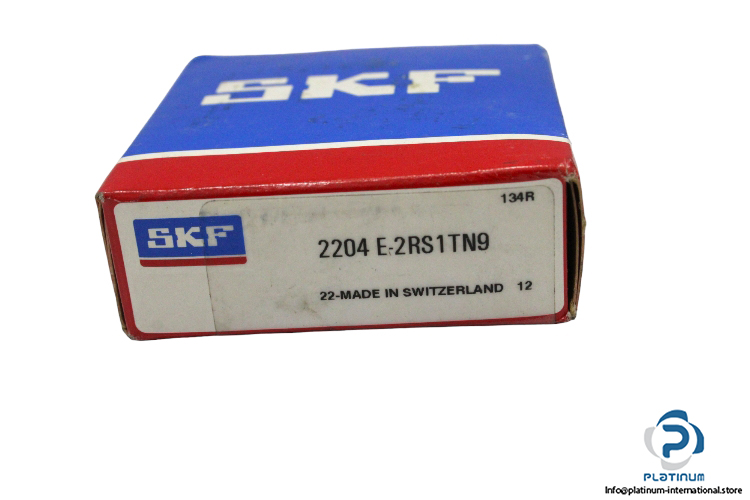 SKF
134R
SKF
2204 E-2RS1TN9
22-MADE IN SWITZERLAND 12
PLATINUM
Info@platinum-international.store